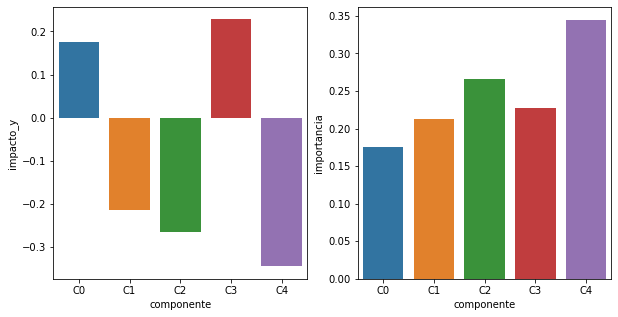 impacto_y
0.2
0.1
0.0
−0.1
−0.2
−0.3
C0 C1 C2 C3 C4
componente
importancia
0.35
0.30
0.25
0.20
0.15
0.10
0.05
0.00
C0 C1 C2 C3 C4
componente